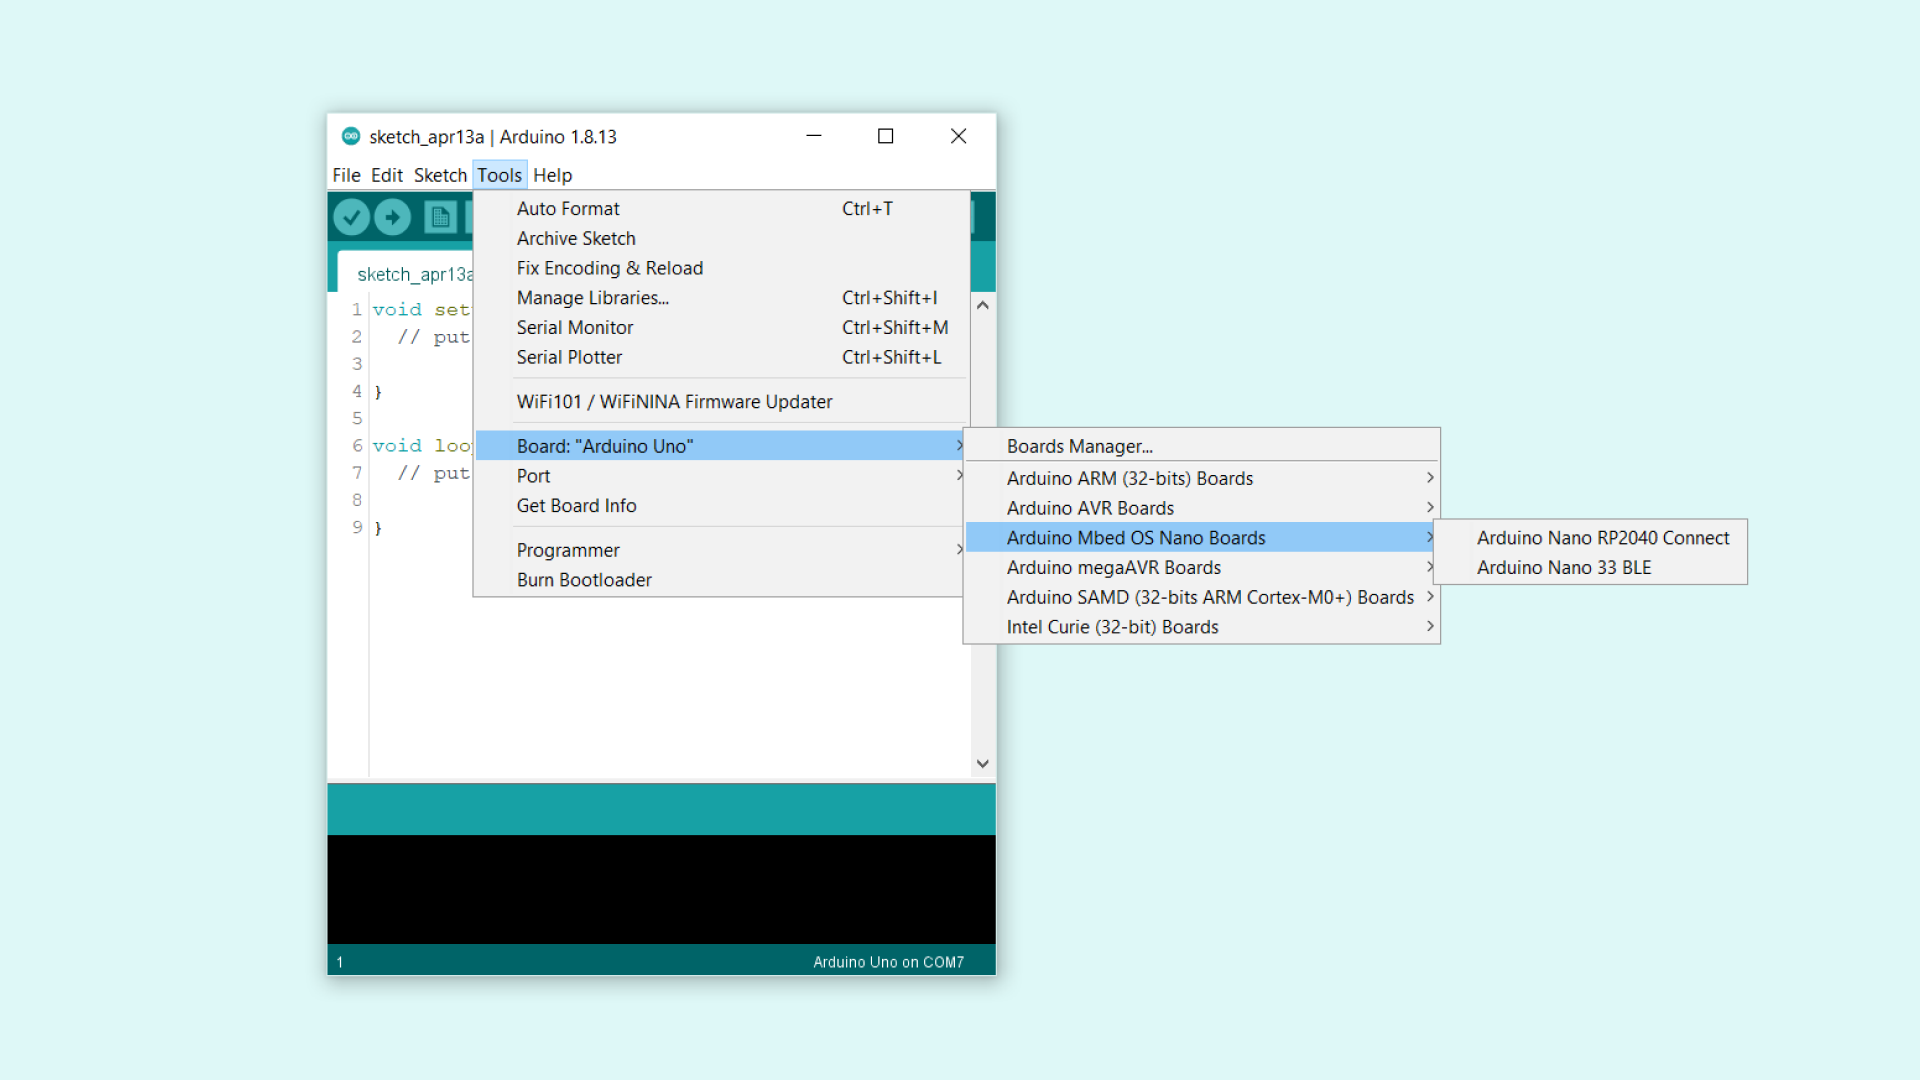 sketch_apr13a | Arduino 1.8.13
File Edit Sketch Tools Help
Auto Format Ctrl+T
Archive Sketch
Fix Encoding & Reload
Manage Libraries... Ctrl+Shift+I
Serial Monitor Ctrl+Shift+M
Serial Plotter Ctrl+Shift+L
WiFi101 / WiFiNINA Firmware Updater
Board: "Arduino Uno"
Port
Get Board Info
Programmer
Burn Bootloader
Boards Manager...
Arduino ARM (32-bits) Boards
Arduino AVR Boards
Arduino Mbed OS Nano Boards
Arduino megaAVR Boards
Arduino SAMD (32-bits ARM Cortex-M0+) Boards
Intel Curie (32-bit) Boards
Arduino Nano RP2040 Connect
Arduino Nano 33 BLE
sketch_apr13a
1 void set
2 // put
3
4 }
5
6 void loo
7 // put
8
9 }
1 Arduino Uno on COM7